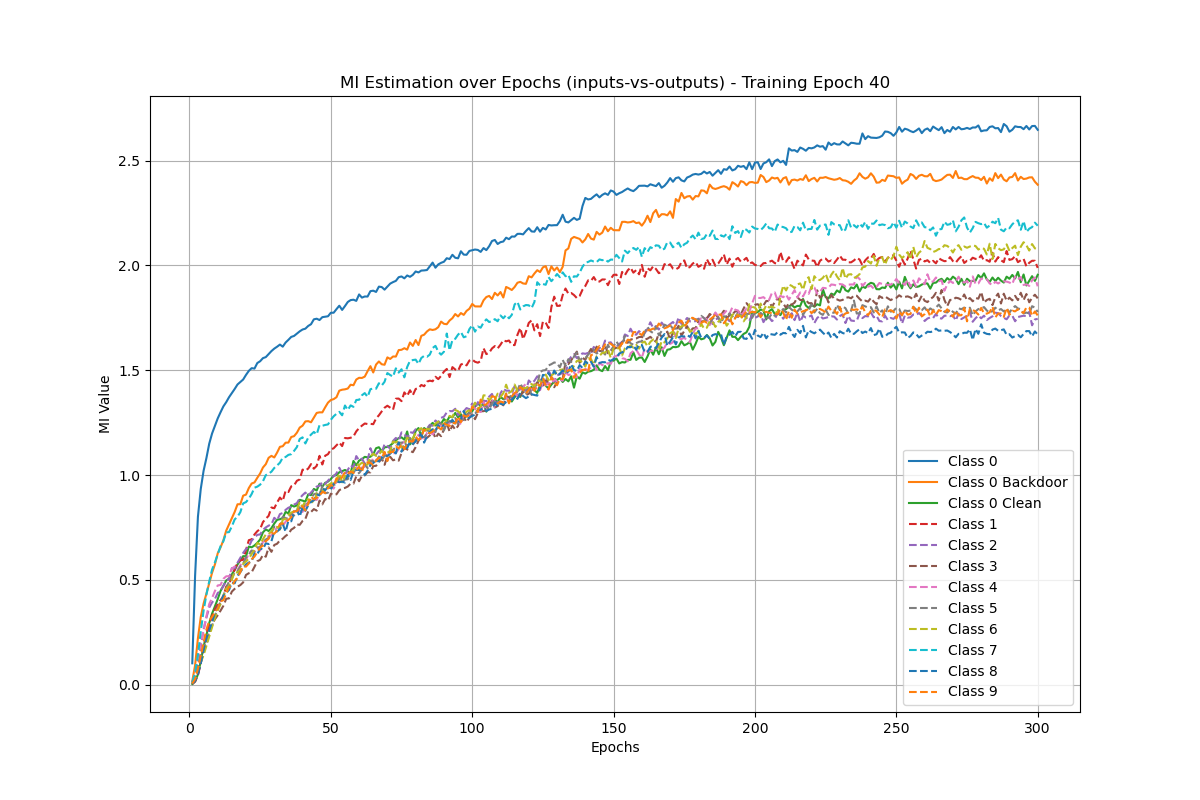 MI Estimation over Epochs (inputs-vs-outputs) - Training Epoch 40
MI Value
2.5
2.0
1.5
1.0
0.5
0.0
Class 0
Class 0 Backdoor
Class 0 Clean
Class 1
Class 2
Class 3
Class 4
Class 5
Class 6
Class 7
Class 8
Class 9
0 50 100 150 200 250 300
Epochs